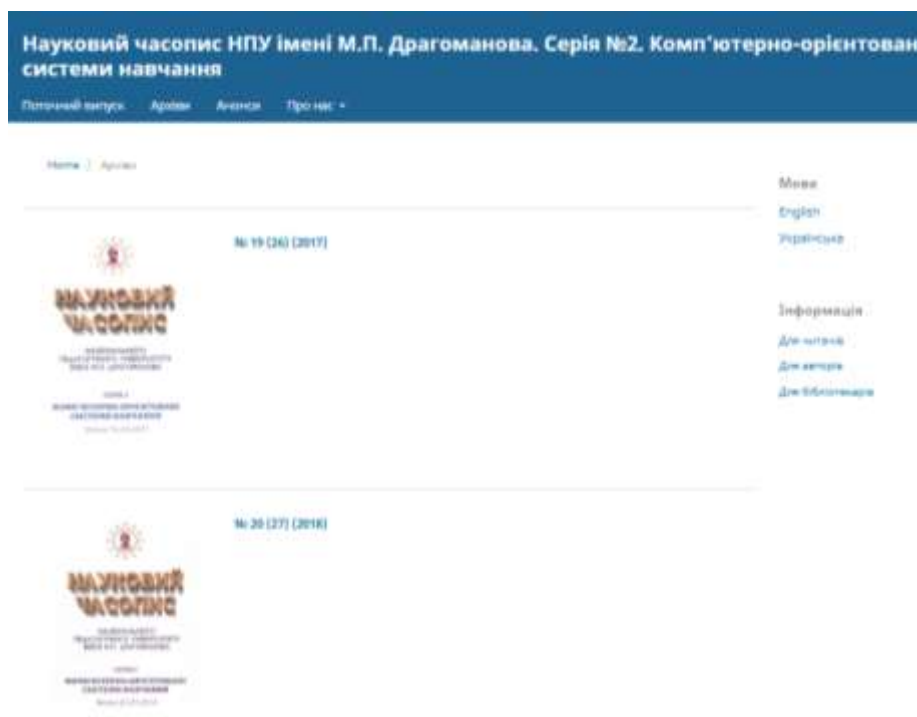 Науковий часопис НПУ імені М.П. Драгоманова. Серія №2. Комп'ютерно-орієнтован
системи навчання
Поточний випуск Архіви Анонси Про нас
Home Архіви
Мова
English
Українська
№ 19 (26) (2017)
НАУКОВИЙ
ЧАСОПИС
Інформація
Для читачів
Для авторів
Для бібліотекарів
№ 20 (27) (2018)
НАУКОВИЙ
ЧАСОПИС